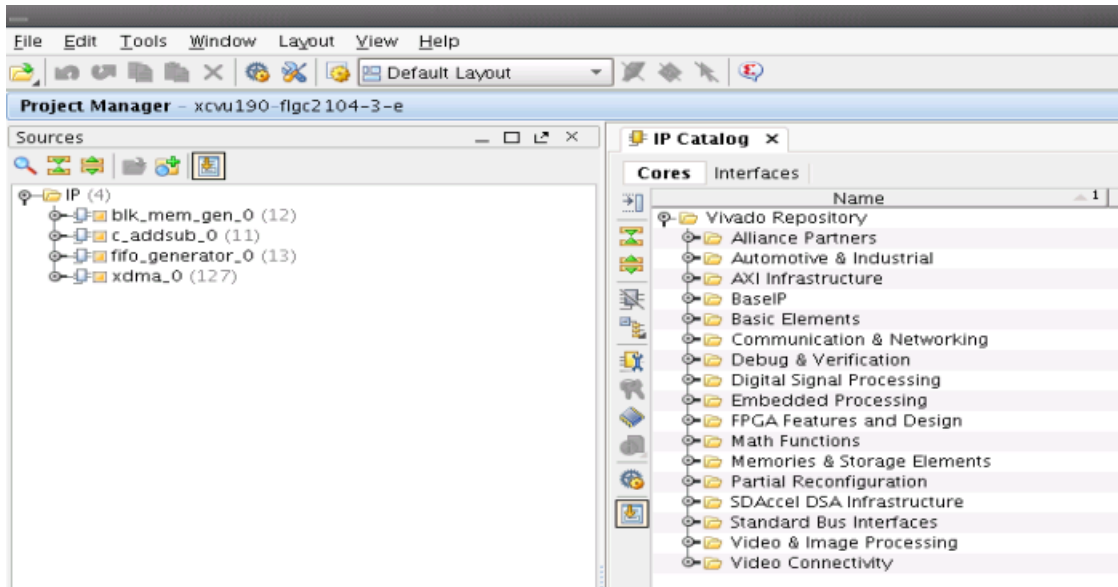 File Edit Tools Window Layout View Help
Default Layout
Project Manager - xcvu190-flgc2104-3-e
Sources
IP (4)
blk_mem_gen_0 (12)
c_addsub_0 (11)
fifo_generator_0 (13)
xdma_0 (127)
IP Catalog
Cores Interfaces
Name 1
Vivado Repository
Alliance Partners
Automotive & Industrial
AXI Infrastructure
BaseIP
Basic Elements
Communication & Networking
Debug & Verification
Digital Signal Processing
Embedded Processing
FPGA Features and Design
Math Functions
Memories & Storage Elements
Partial Reconfiguration
SDAccel DSA Infrastructure
Standard Bus Interfaces
Video & Image Processing
Video Connectivity